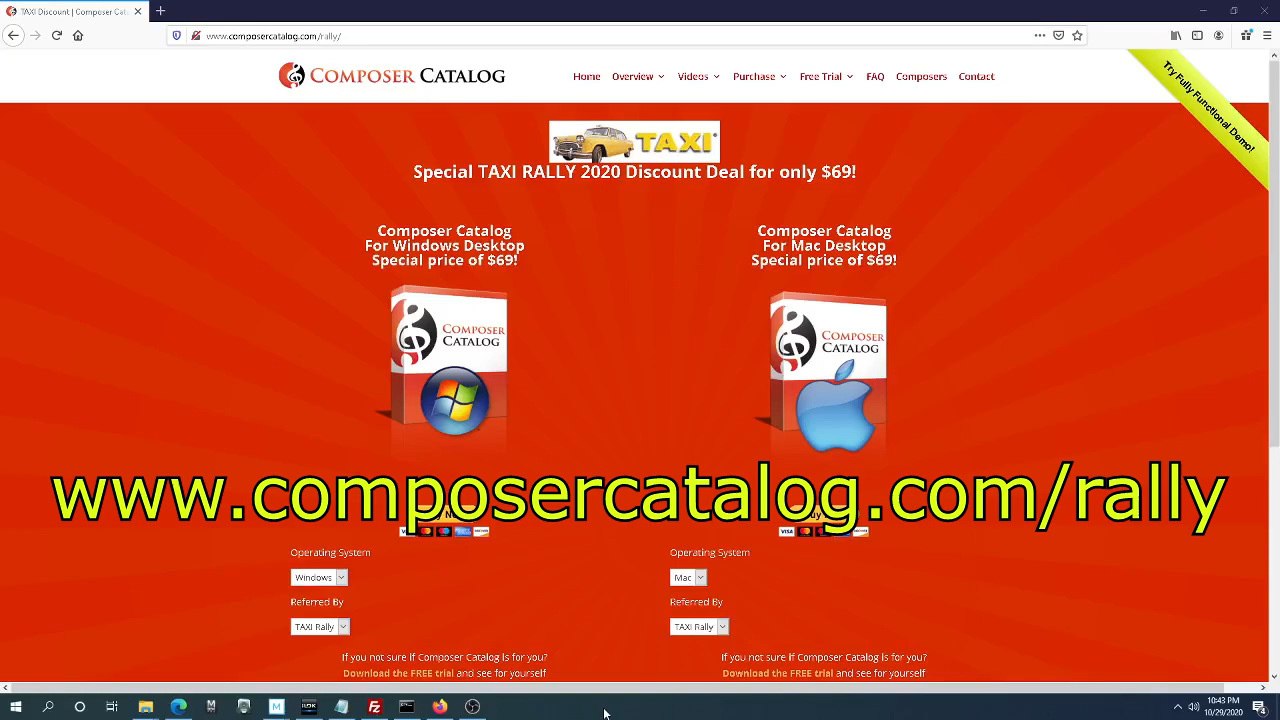 TAXI Discount | Composer Cat
www.composercatalog.com/rally/
COMPOSER CATALOG
Home
Overview
Videos
Purchase
Free Trial
FAQ
Composers
Contact
Try Fully Functional Demo!
TAXI
Special TAXI RALLY 2020 Discount Deal for only $69!
Composer Catalog
For Windows Desktop
Special price of $69!
Composer Catalog
For Mac Desktop
Special price of $69!
COMPOSER
CATALOG
COMPOSER
CATALOG
www.composercatalog.com/rally
VISA
Operating System
Windows
Referred By
TAXI Rally
Operating System
Mac
Referred By
TAXI Rally
If you not sure if Composer Catalog is for you?
Download the FREE trial and see for yourself
If you not sure if Composer Catalog is for you?
Download the FREE trial and see for yourself
10:43 PM
10/29/2020